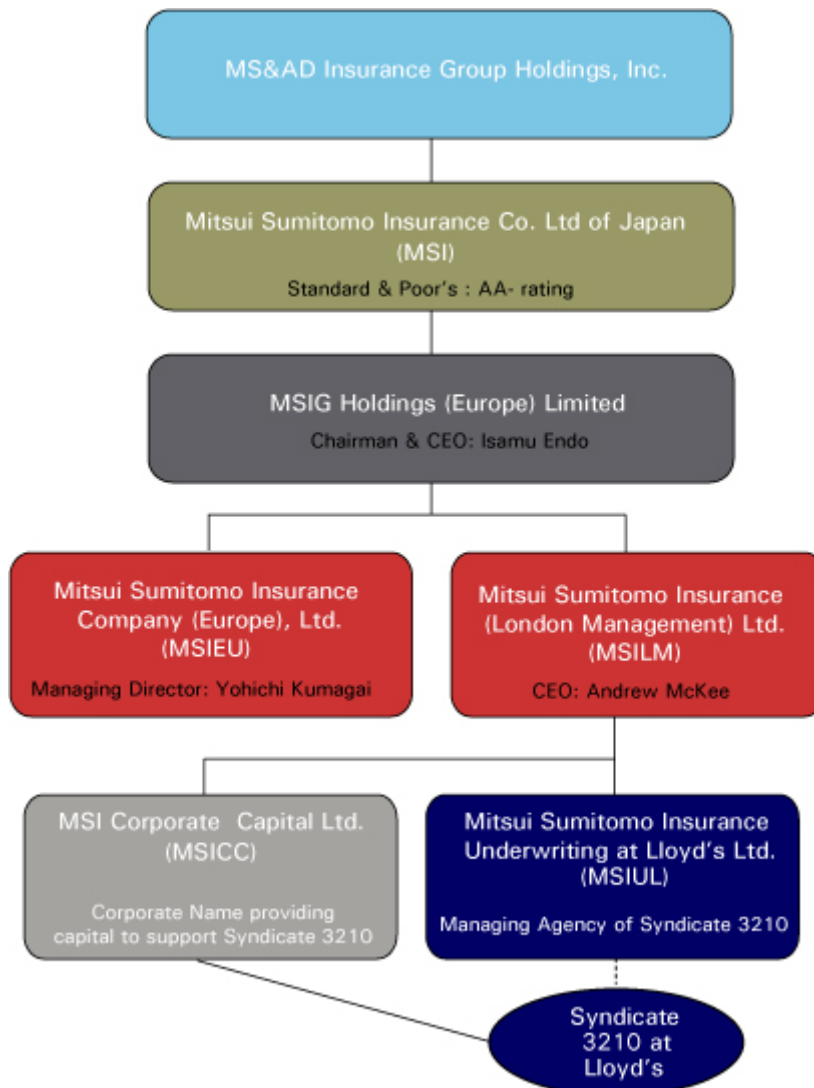 MS&AD Insurance Group Holdings, Inc.
Mitsui Sumitomo Insurance Co. Ltd of Japan
(MSI)
Standard & Poor's : AA- rating
MSIG Holdings (Europe) Limited
Chairman & CEO: Isamu Endo
Mitsui Sumitomo Insurance
Company (Europe), Ltd.
(MSIEU)
Managing Director: Yohichi Kumagai
Mitsui Sumitomo Insurance
(London Management) Ltd.
(MSILM)
CEO: Andrew McKee
MSI Corporate Capital Ltd.
(MSICC)
Corporate Name providing
capital to support Syndicate 3210
Mitsui Sumitomo Insurance
Underwriting at Lloyd's Ltd.
(MSIUL)
Managing Agency of Syndicate 3210
Syndicate
3210 at
Lloyd's